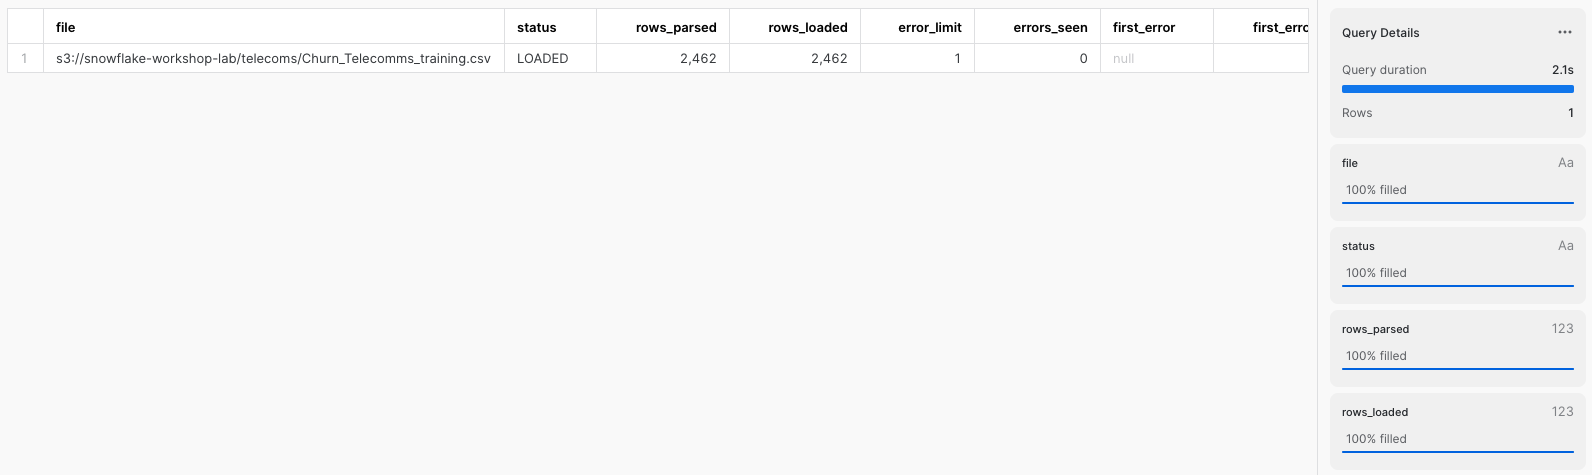 file status rows_parsed rows_loaded error_limit errors_seen first_error first_erro
1 s3://snowflake-workshop-lab/telecoms/Churn_Telecomms_training.csv LOADED 2,462 2,462 1 0 null
Query Details ...
Query duration 2.1s
Rows 1
file Aa
100% filled
status Aa
100% filled
rows_parsed 123
100% filled
rows_loaded 123
100% filled